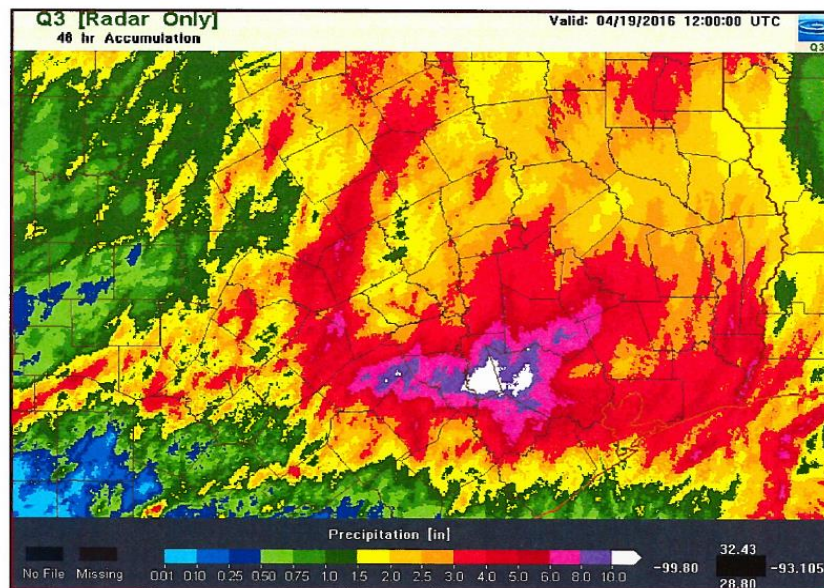 Q3 [Radar Only]
46 hr Accumulation
Valid: 04/19/2016 12:00:00 UTC
Q3
Precipitation [in]
No File Missing
0.01 0.10 0.25 0.50 0.75 1.0 1.5 2.0 2.5 3.0 4.0 5.0 6.0 8.0 10.0
32.43
-99.80 -93.105
28.80